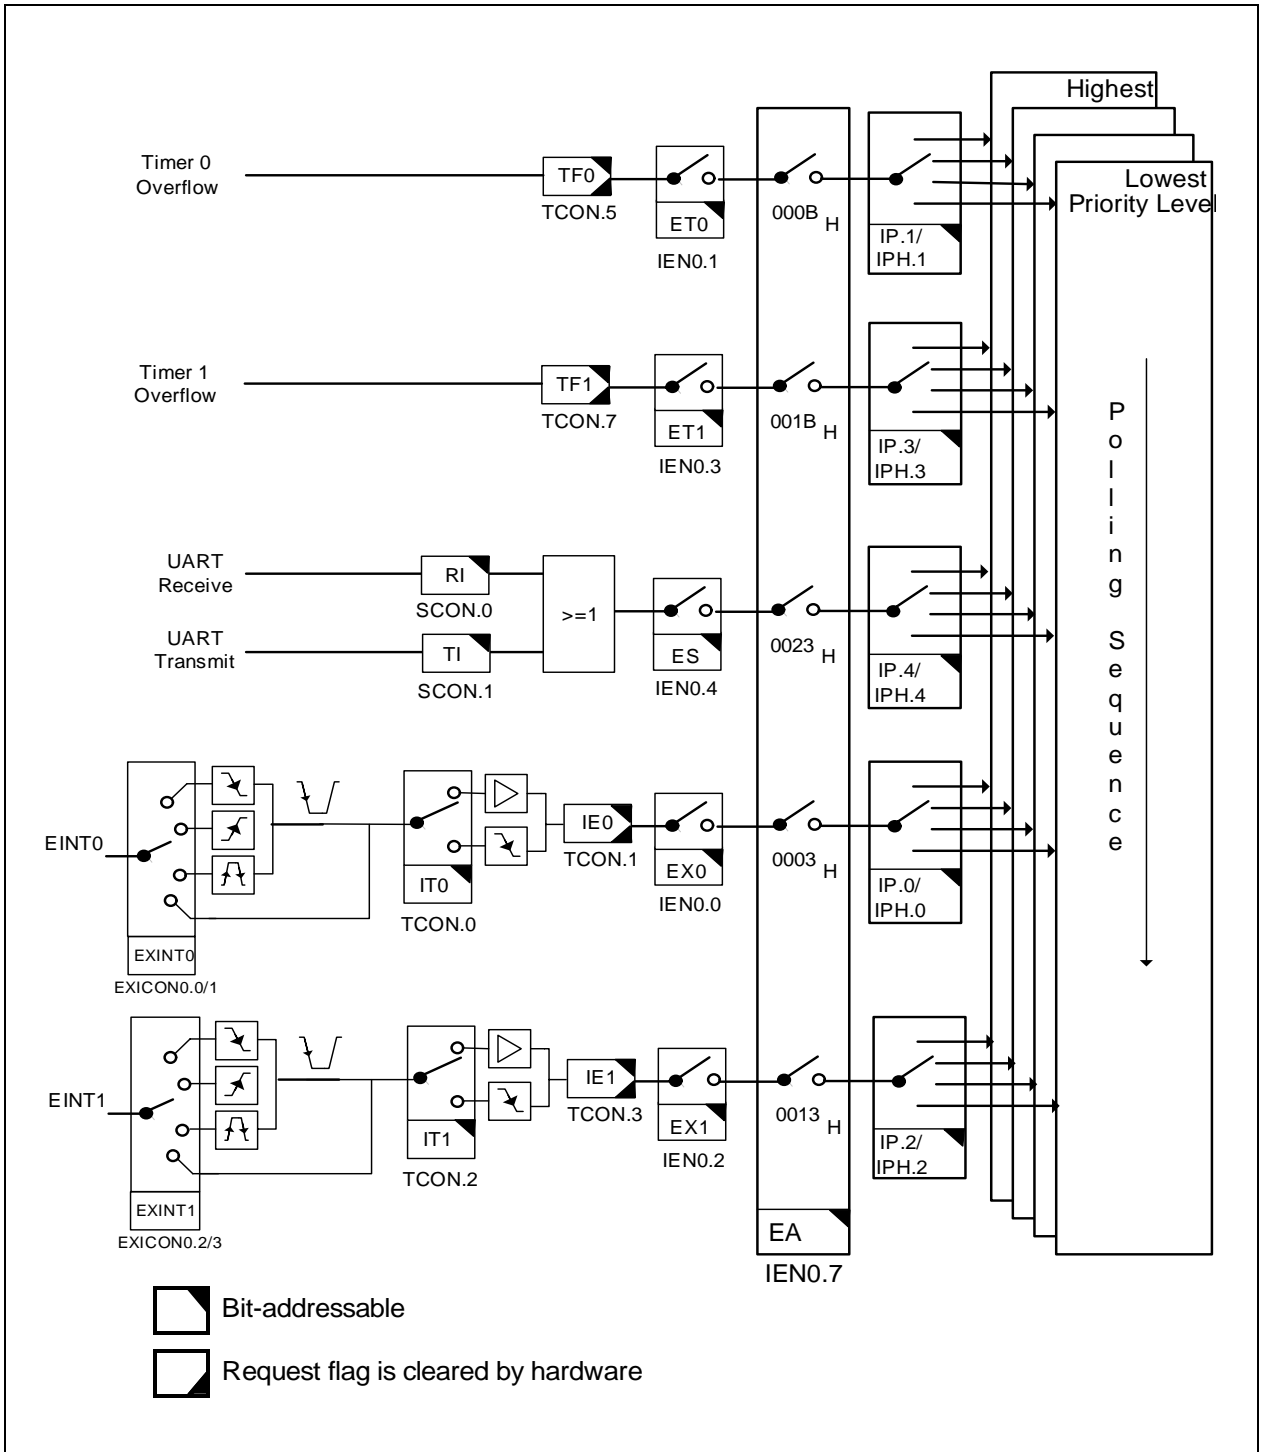 Highest
Lowest
Priority Level
Timer 0
Overflow
TF0
TCON.5
ET0
IEN0.1
000B H
IP.1/
IPH.1
Timer 1
Overflow
TF1
TCON.7
ET1
IEN0.3
001B H
IP.3/
IPH.3
UART
Receive
RI
SCON.0
UART
Transmit
TI
SCON.1
>=1
ES
IEN0.4
0023 H
IP.4/
IPH.4
EINT0
EXINT0
EXICON0.0/1
IT0
TCON.0
IE0
TCON.1
EX0
IEN0.0
0003 H
IP.0/
IPH.0
EINT1
EXINT1
EXICON0.2/3
IT1
TCON.2
IE1
TCON.3
EX1
IEN0.2
0013 H
IP.2/
IPH.2
EA
IEN0.7
Polling Sequence
Bit-addressable
Request flag is cleared by hardware